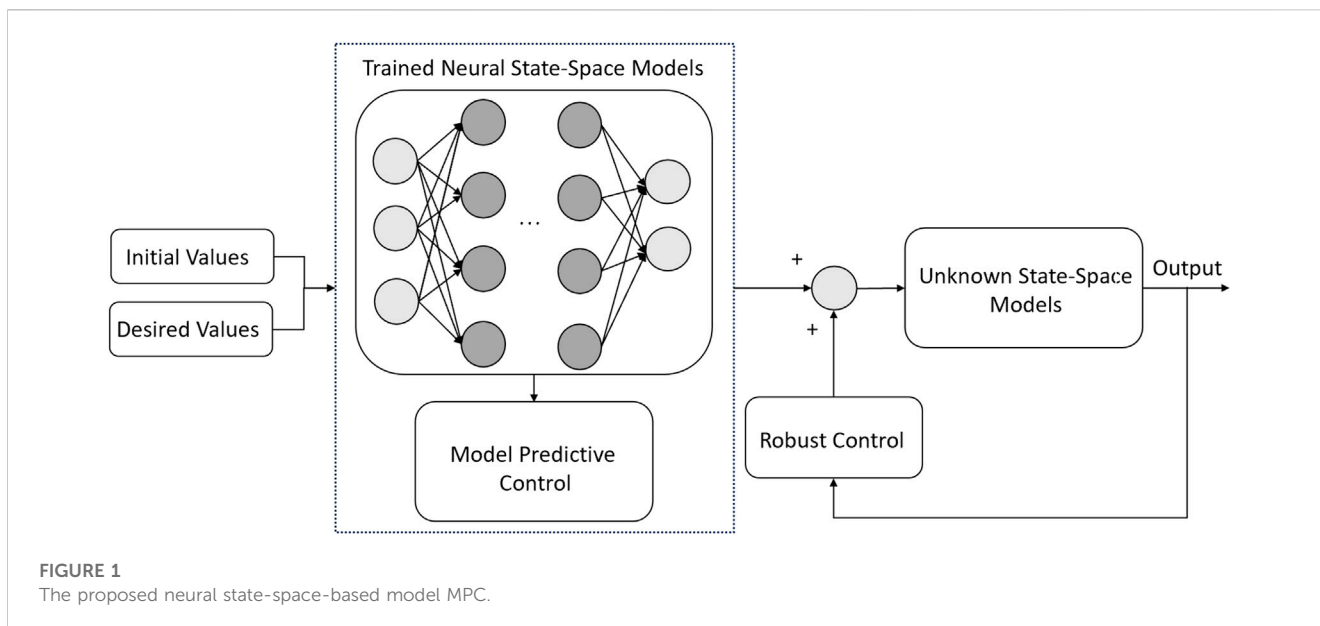 Trained Neural State-Space Models
...
Initial Values
Desired Values
Model Predictive
Control
+
+
Unknown State-Space
Models
Output
Robust Control
FIGURE 1
The proposed neural state-space-based model MPC.